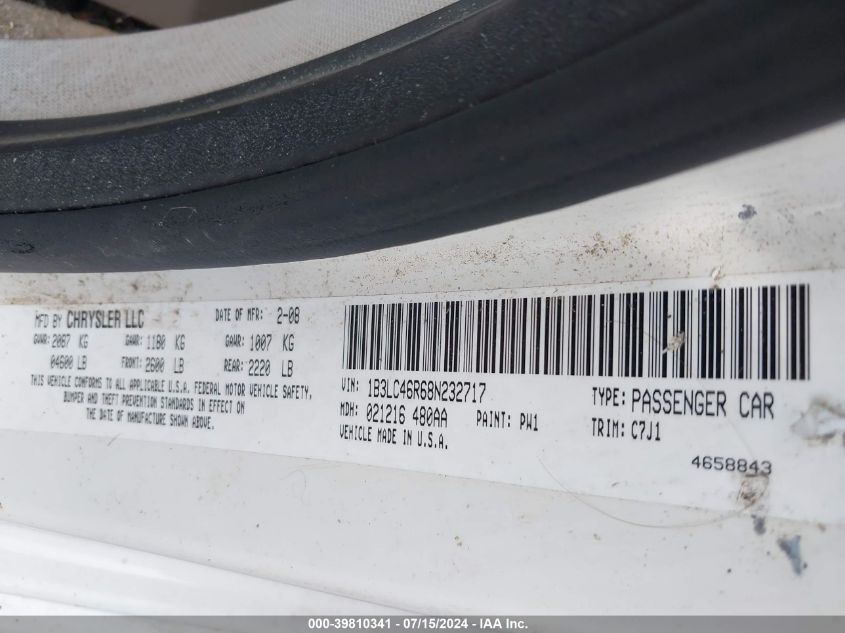 MFD BY CHRYSLER LLC DATE OF MFR: 2-08
GVWR: 2087 KG GAWR: 1180 KG GAWR: 1007 KG
04600 LB FRONT: 2600 LB REAR: 2220 LB
THIS VEHICLE CONFORMS TO ALL APPLICABLE U.S.A. FEDERAL MOTOR VEHICLE SAFETY,
BUMPER AND THEFT PREVENTION STANDARDS IN EFFECT ON
THE DATE OF MANUFACTURE SHOWN ABOVE.
VIN: 1B3LC46R68N232717 TYPE: PASSENGER CAR
MDH: 021216 480AA PAINT: PW1 TRIM: C7J1
VEHICLE MADE IN U.S.A.
4658843
000-39810341 - 07/15/2024 - IAA Inc.